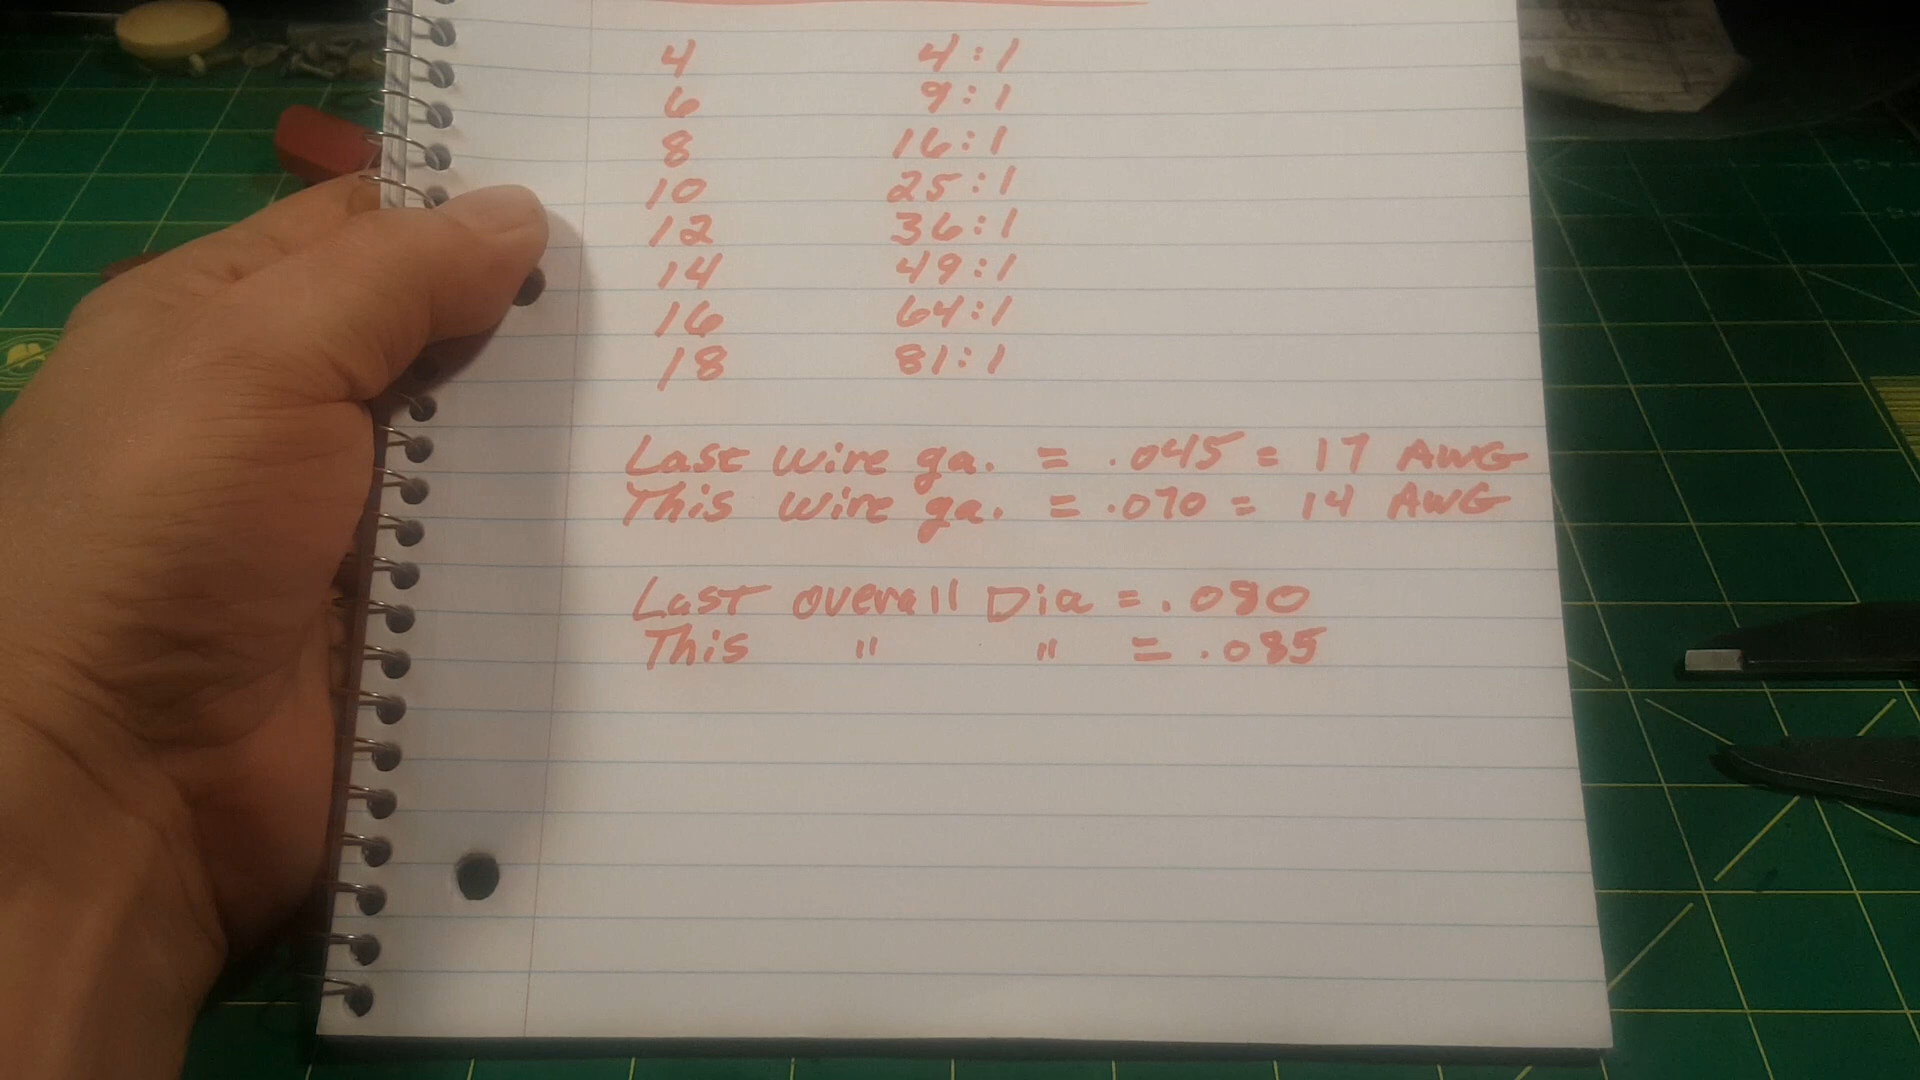 4 4:1
6 9:1
8 16:1
10 25:1
12 36:1
14 49:1
16 64:1
18 81:1
Last wire ga. = .045 = 17 AWG
This wire ga. = .070 = 14 AWG
Last overall Dia = .080
This " " = .085